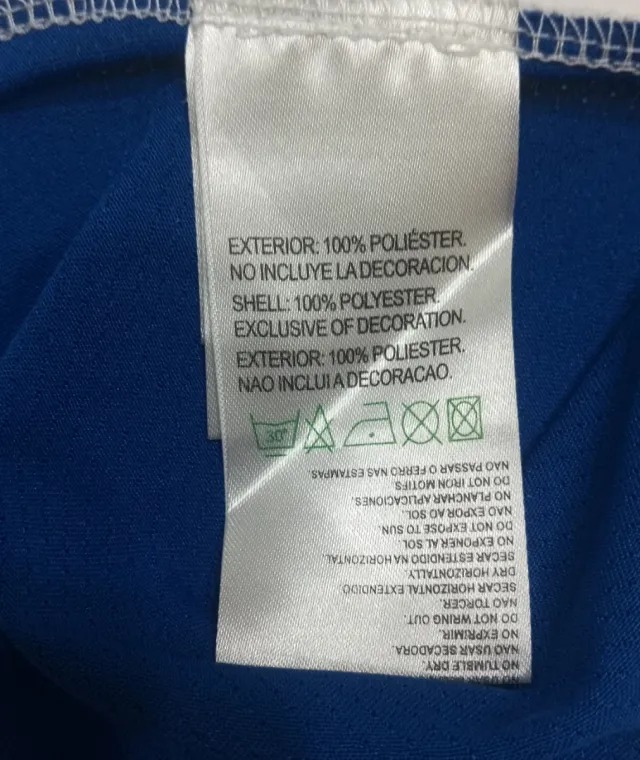 EXTERIOR: 100% POLIÉSTER.
NO INCLUYE LA DECORACION.
SHELL: 100% POLYESTER.
EXCLUSIVE OF DECORATION.
EXTERIOR: 100% POLIESTER.
NAO INCLUI A DECORACAO.
30°
NO TUMBLE DRY.
NAO USAR SECADORA.
NO EXPRIMIR.
DO NOT WRING OUT.
NAO TORCER.
SECAR HORIZONTAL EXTENDIDO
DRY HORIZONTALLY.
SECAR ESTENDIDO NA HORIZONTAL
NO EXPONER AL SOL.
DO NOT EXPOSE TO SUN.
NAO EXPOR AO SOL.
NO PLANCHAR APLICACIONES.
DO NOT IRON MOTIFS.
NAO PASSAR O FERRO NAS ESTAMPAS.